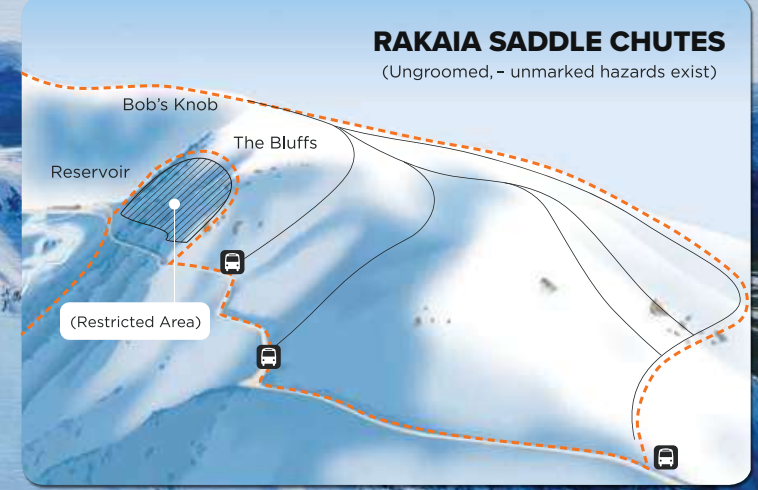 RAKAIA SADDLE CHUTES
(Ungroomed, – unmarked hazards exist)
Bob's Knob
The Bluffs
Reservoir
(Restricted Area)